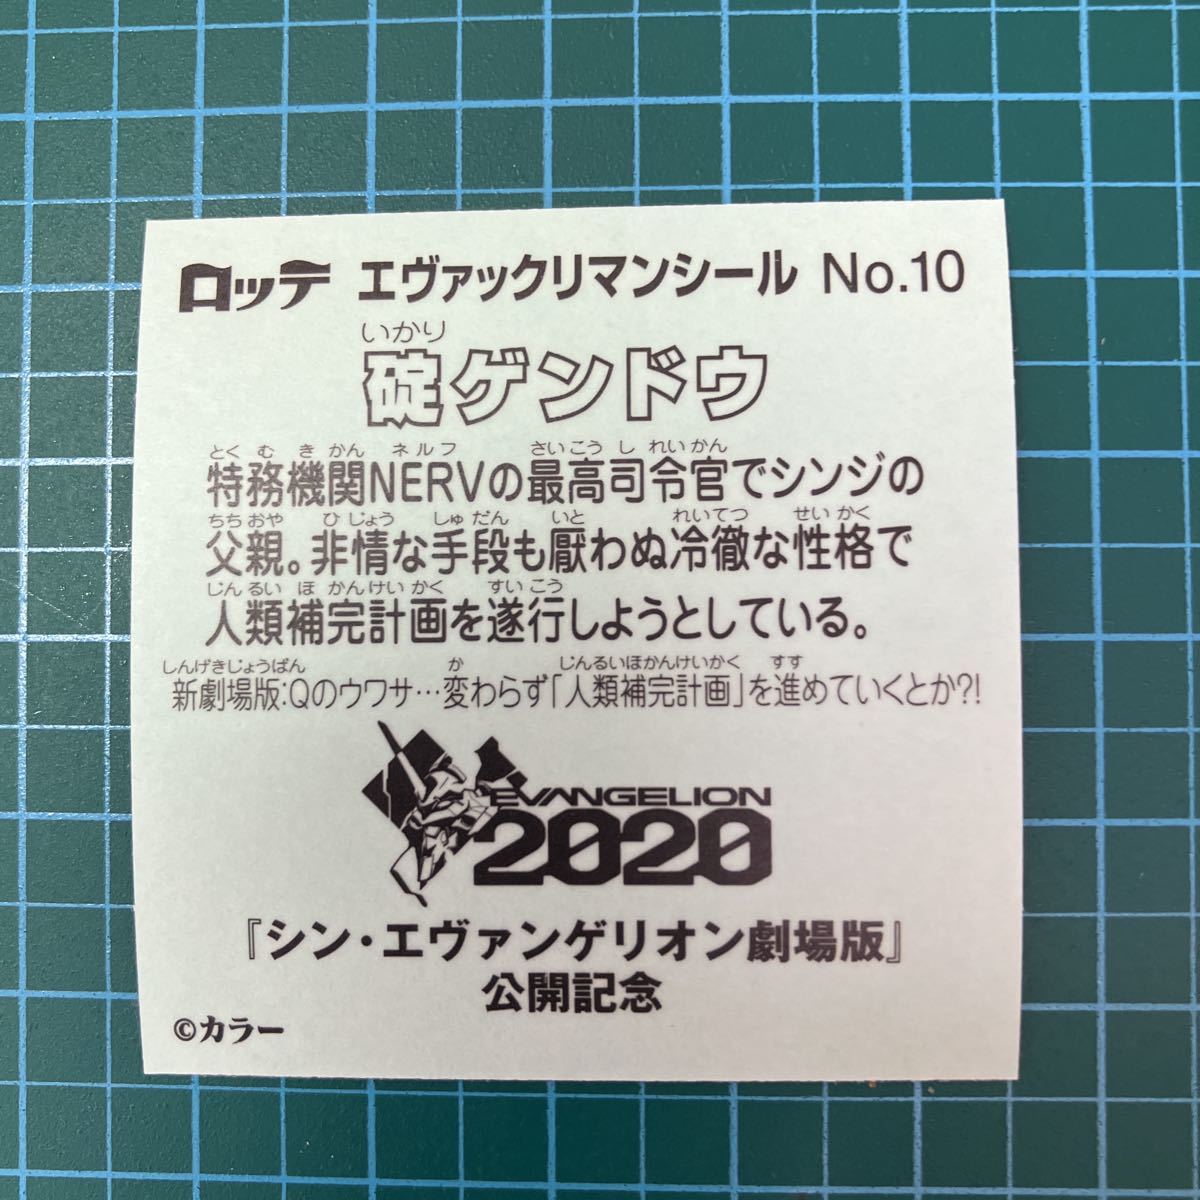 ロッテ エヴァックリマンシール No.10
いかり
碇ゲンドウ
とくむきかん ネルフ さいこうしれいかん
特務機関NERVの最高司令官でシンジの
ちちおや ひじょう しゅだん いと れいてつ せいかく
父親。非情な手段も厭わぬ冷徹な性格で
じんるいほかんけいかく すいこう
人類補完計画を遂行しようとしている。
しんげきじょうばん か じんるいほかんけいかく すす
新劇場版:Qのウワサ…変わらず「人類補完計画」を進めていくとか?!
EVANGELION
2020
『シン・エヴァンゲリオン劇場版』
公開記念
©カラー